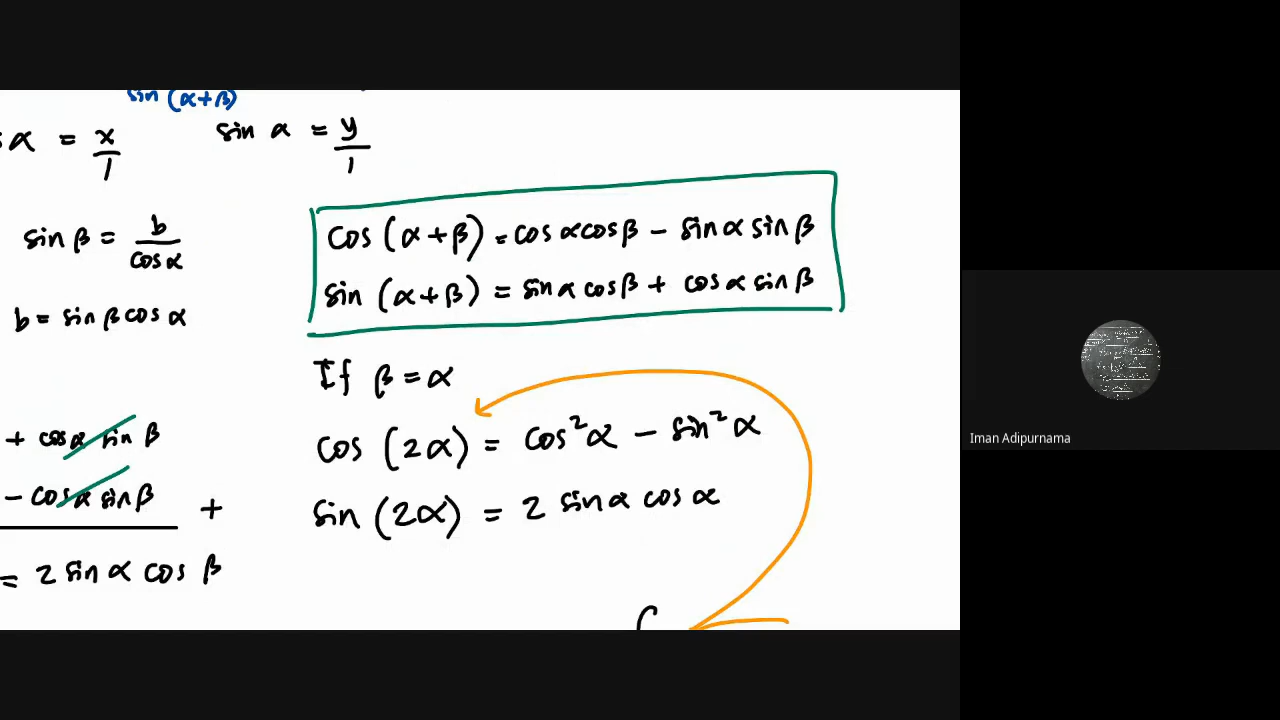 sin (α+β)
α = x/1
sin α = y/1
sin β = b/cos α
b = sin β cos α
cos (α+β) = cos α cos β − sin α sin β
sin (α+β) = sin α cos β + cos α sin β
If β = α
cos (2α) = cos²α − sin²α
sin (2α) = 2 sin α cos α
+ cos α sin β
− cos α sin β +
= 2 sin α cos β
Iman Adipurnama